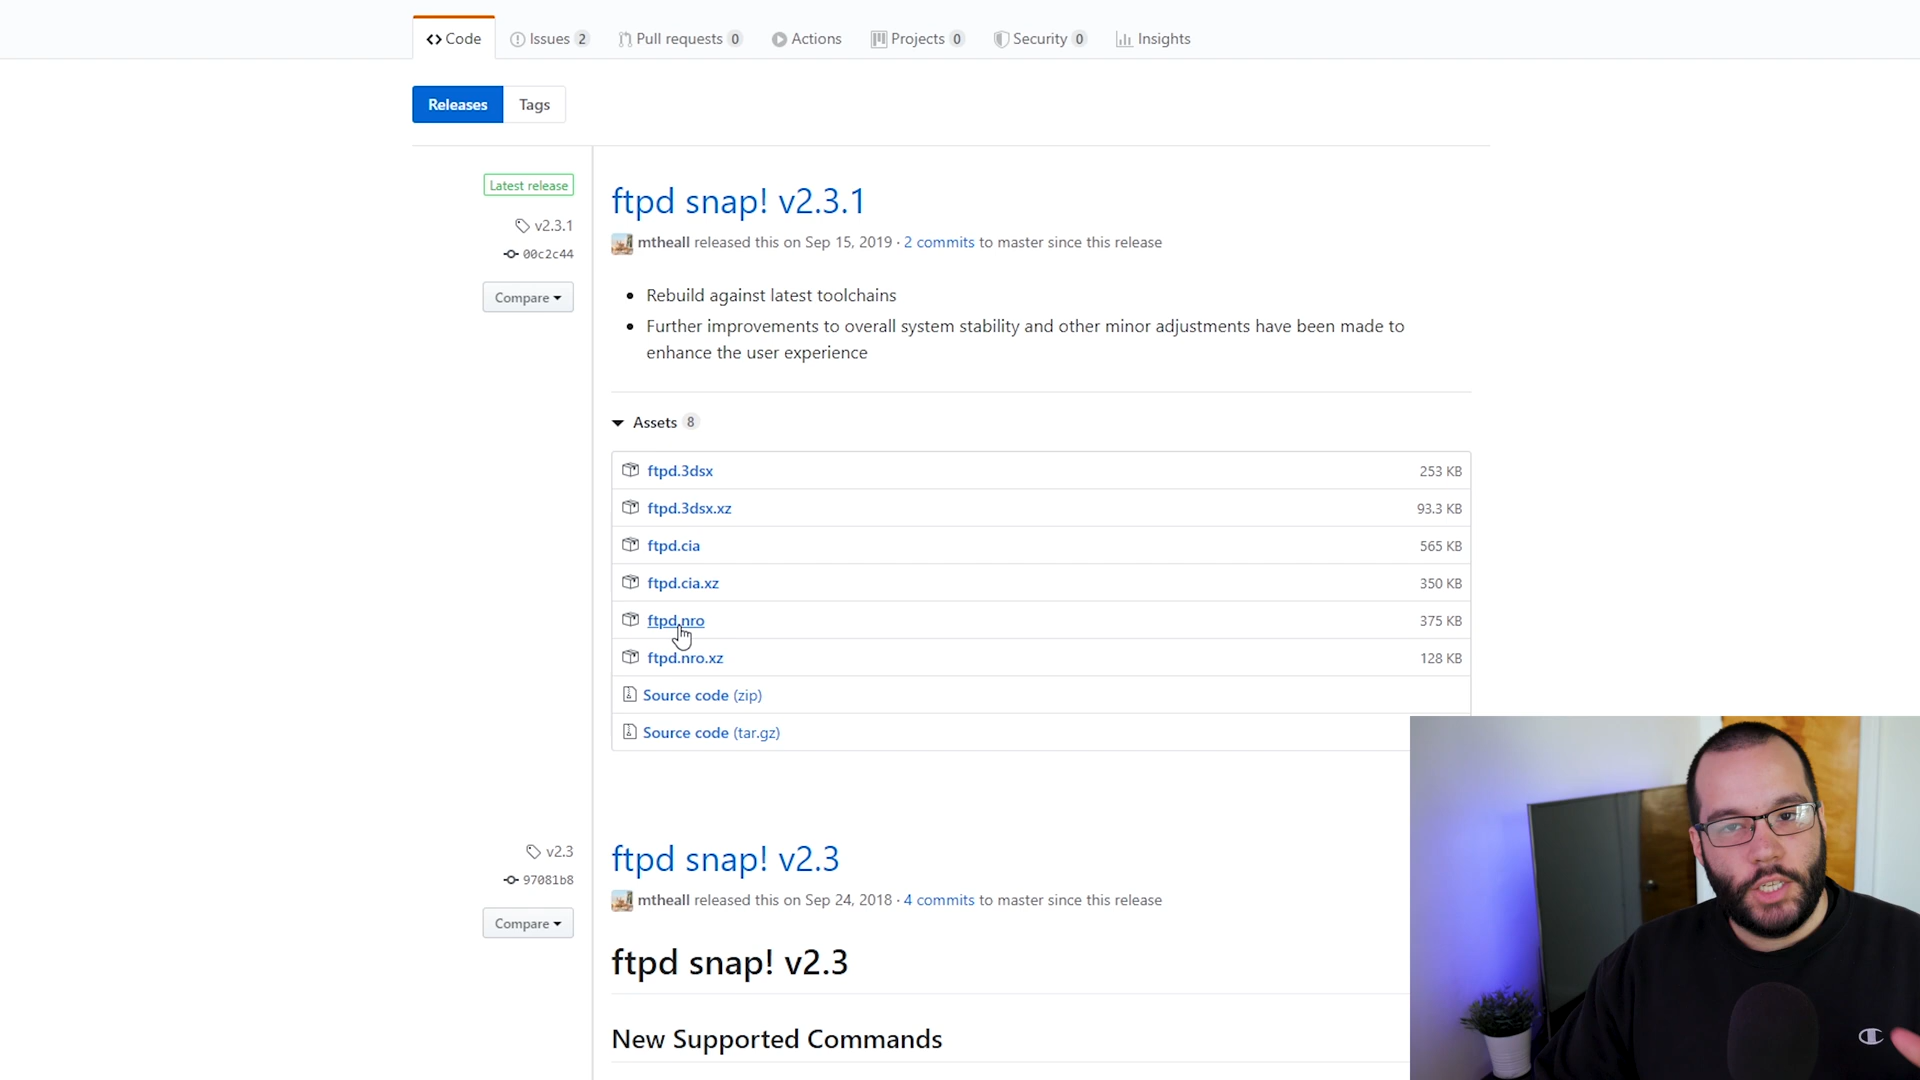 Code
Issues 2
Pull requests 0
Actions
Projects 0
Security 0
Insights
Releases
Tags
Latest release
v2.3.1
00c2c44
Compare
ftpd snap! v2.3.1
mtheall released this on Sep 15, 2019 · 2 commits to master since this release
• Rebuild against latest toolchains
• Further improvements to overall system stability and other minor adjustments have been made to
enhance the user experience
Assets 8
ftpd.3dsx 253 KB
ftpd.3dsx.xz 93.3 KB
ftpd.cia 565 KB
ftpd.cia.xz 350 KB
ftpd.nro 375 KB
ftpd.nro.xz 128 KB
Source code (zip)
Source code (tar.gz)
v2.3
97081b8
Compare
ftpd snap! v2.3
mtheall released this on Sep 24, 2018 · 4 commits to master since this release
ftpd snap! v2.3
New Supported Commands